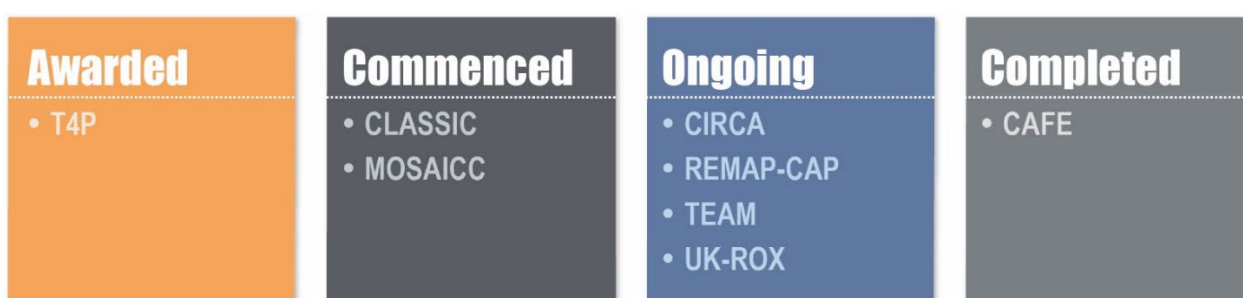 Awarded
• T4P
Commenced
• CLASSIC
• MOSAICC
Ongoing
• CIRCA
• REMAP-CAP
• TEAM
• UK-ROX
Completed
• CAFE